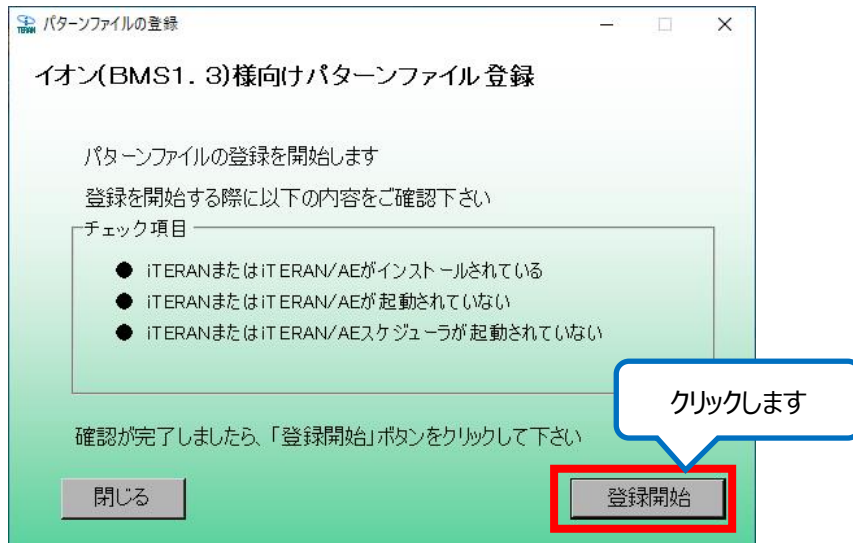 パターンファイルの登録
イオン(BMS1．3)様向けパターンファイル登録
パターンファイルの登録を開始します
登録を開始する際に以下の内容をご確認下さい
チェック項目
● iTERANまたはiTERAN/AEがインストールされている
● iTERANまたはiTERAN/AEが起動されていない
● iTERANまたはiTERAN/AEスケジューラが起動されていない
クリックします
確認が完了しましたら、「登録開始」ボタンをクリックして下さい
閉じる
登録開始